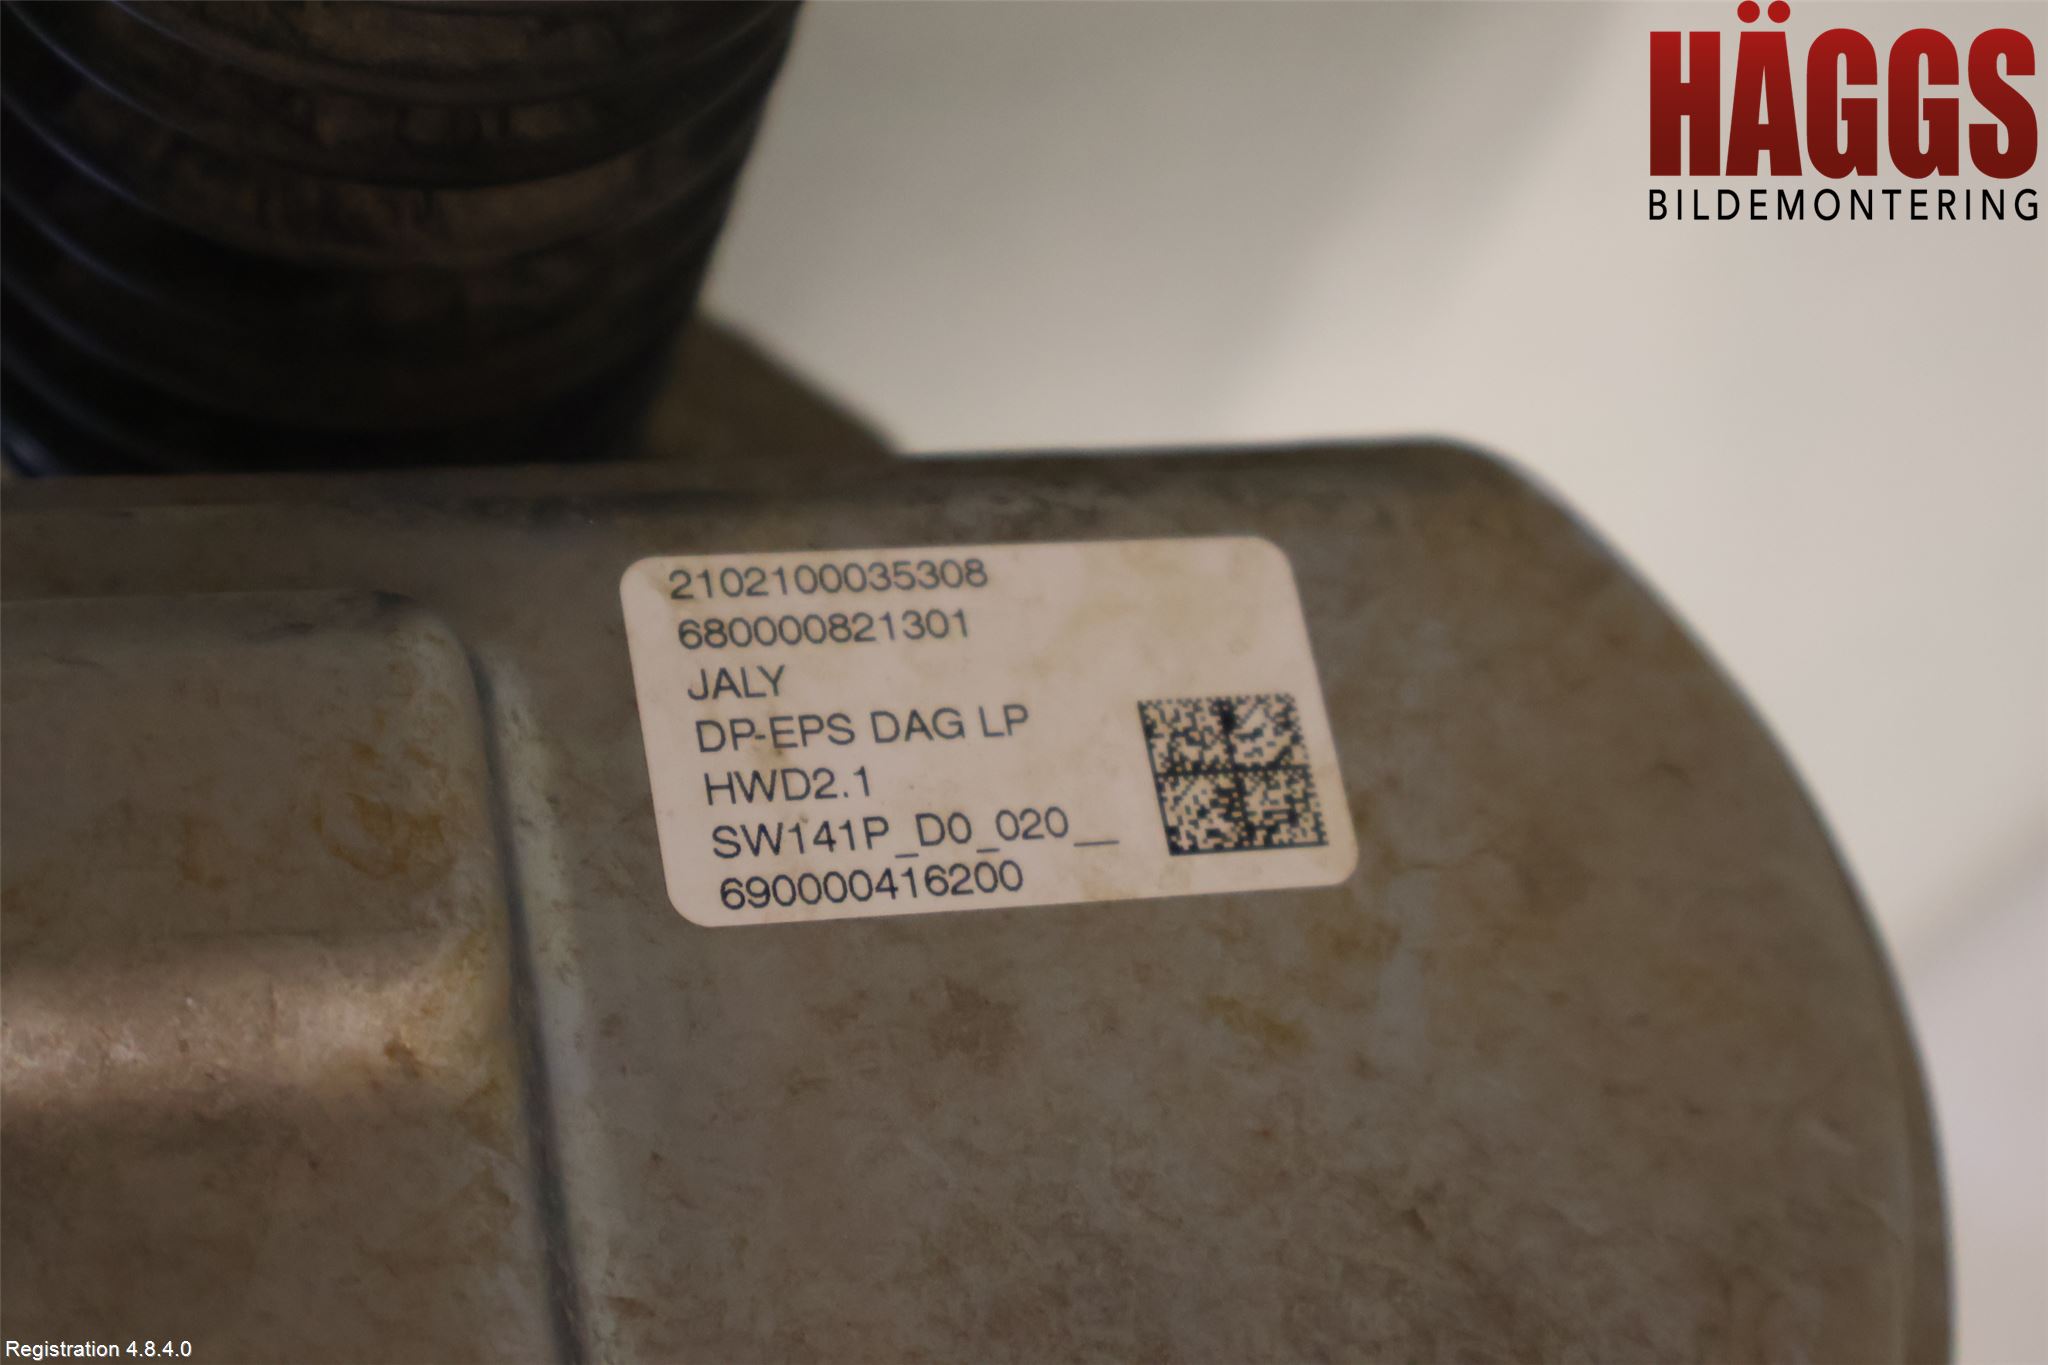 HÄGGS
BILDEMONTERING
2102100035308
680000821301
JALY
DP-EPS DAG LP
HWD2.1
SW141P_D0_020__
690000416200
Registration 4.8.4.0